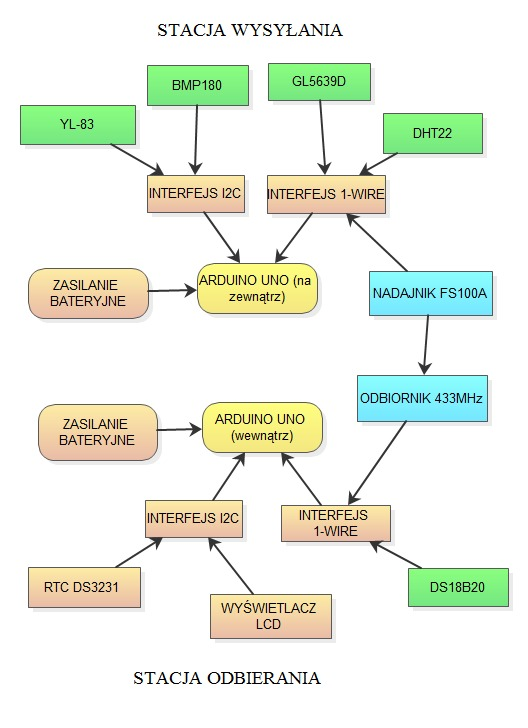 STACJA WYSYŁANIA
BMP180
GL5639D
YL-83
DHT22
INTERFEJS I2C
INTERFEJS 1-WIRE
ZASILANIE
BATERYJNE
ARDUINO UNO (na
zewnątrz)
NADAJNIK FS100A
ODBIORNIK 433MHz
ZASILANIE
BATERYJNE
ARDUINO UNO
(wewnątrz)
INTERFEJS I2C
INTERFEJS
1-WIRE
RTC DS3231
WYŚWIETLACZ
LCD
DS18B20
STACJA ODBIERANIA